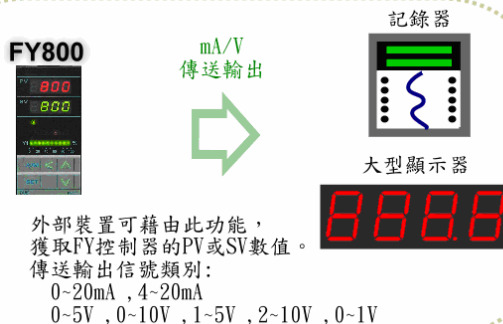 記錄器
FY800
mA/V
傳送輸出
PV
800
SV
800
大型顯示器
888.8
外部裝置可藉由此功能，
獲取FY控制器的PV或SV數值。
傳送輸出信號類別:
0~20mA ,4~20mA
0~5V ,0~10V ,1~5V ,2~10V ,0~1V